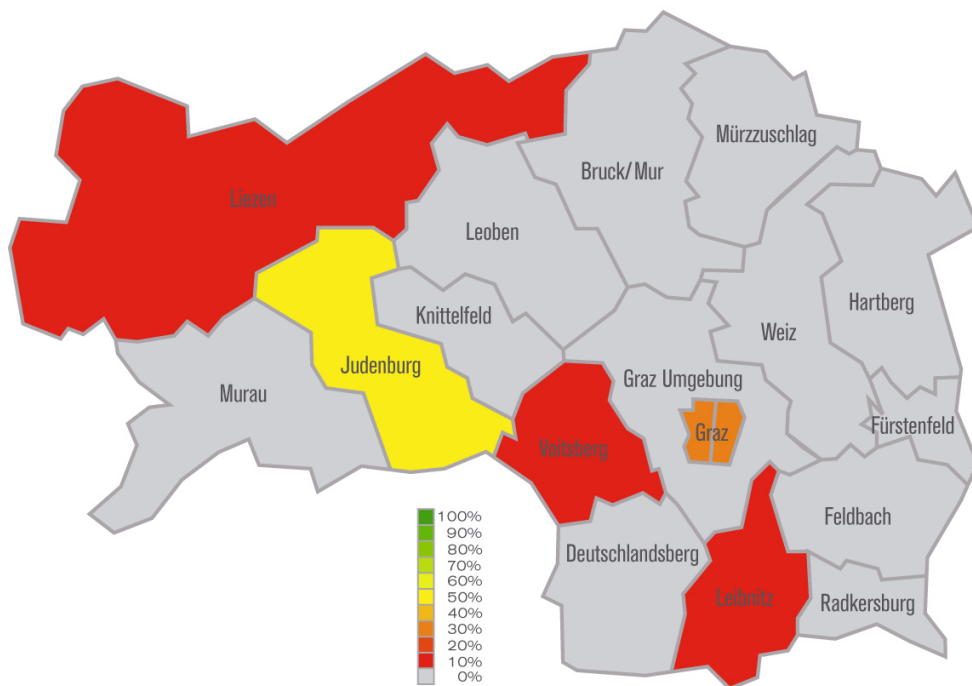 Mürzzuschlag
Bruck/Mur
Liezen
Leoben
Hartberg
Knittelfeld
Weiz
Judenburg
Graz Umgebung
Murau
Fürstenfeld
Graz
Voitsberg
Feldbach
Deutschlandsberg
Leibnitz
Radkersburg
100%
90%
80%
70%
60%
50%
40%
30%
20%
10%
0%